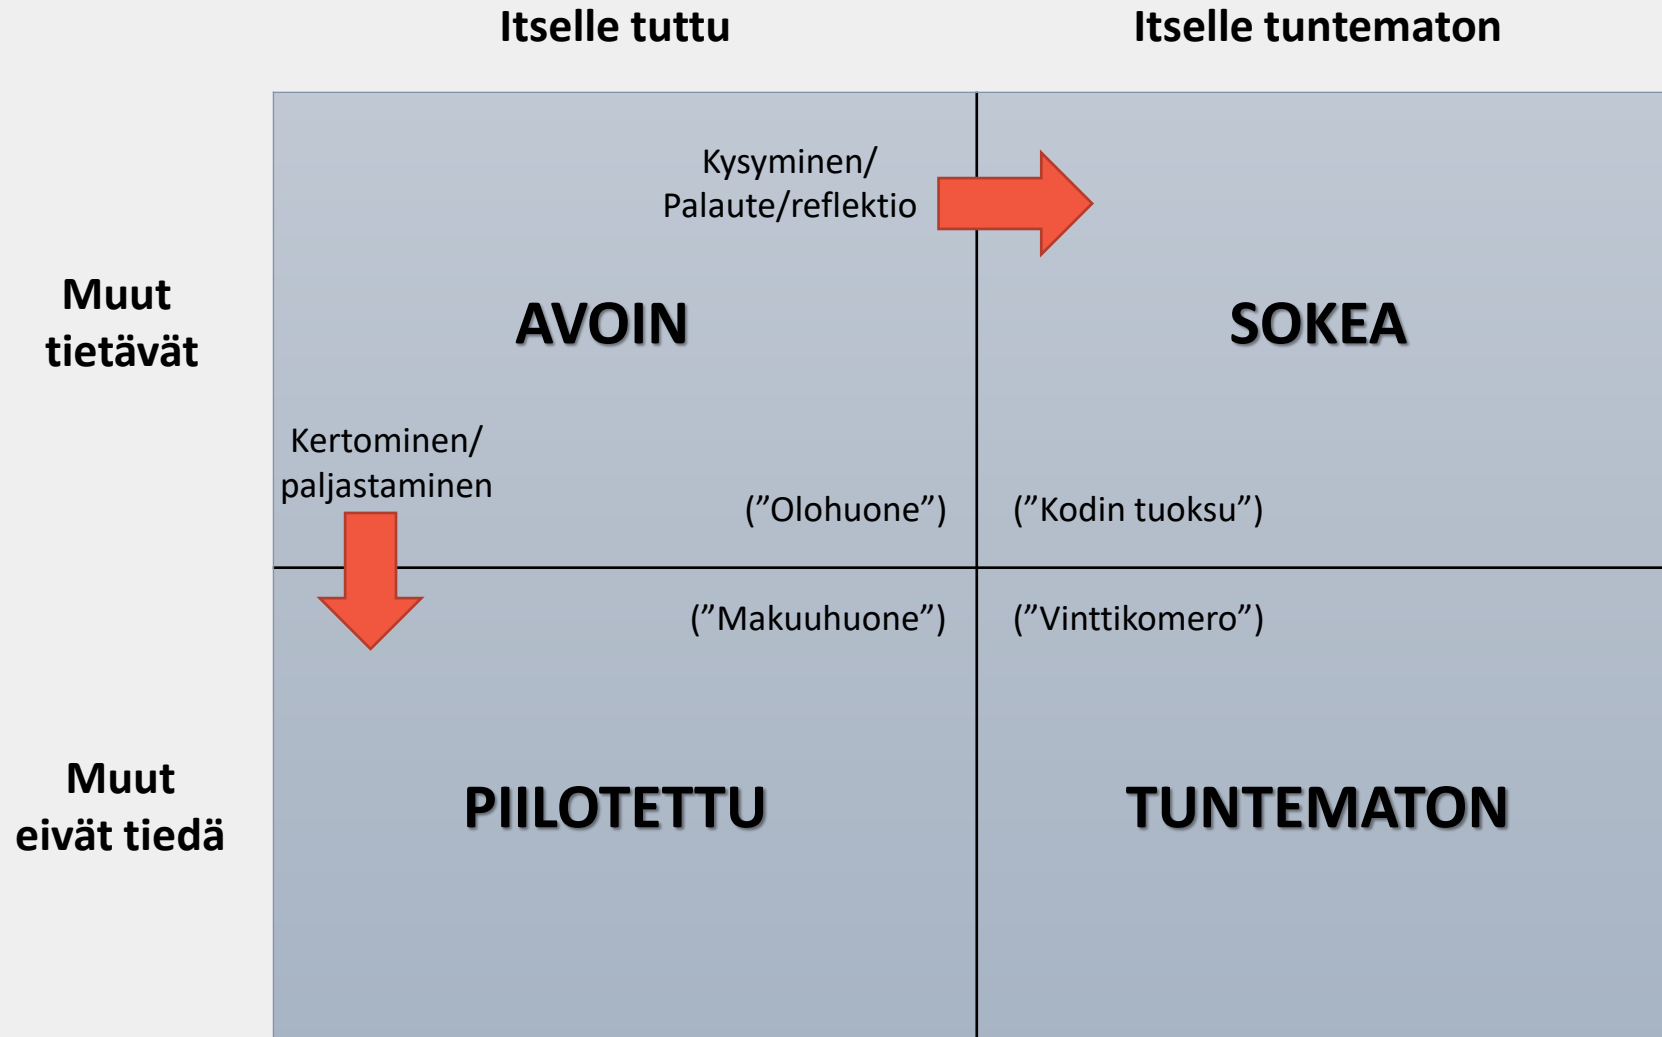 Itselle tuttu
Itselle tuntematon
Kysyminen/
Palaute/reflektio
Muut
tietävät
AVOIN
SOKEA
Kertominen/
paljastaminen
(”Olohuone”)
(”Kodin tuoksu”)
(”Makuuhuone”)
(”Vinttikomero”)
Muut
eivät tiedä
PIILOTETTU
TUNTEMATON